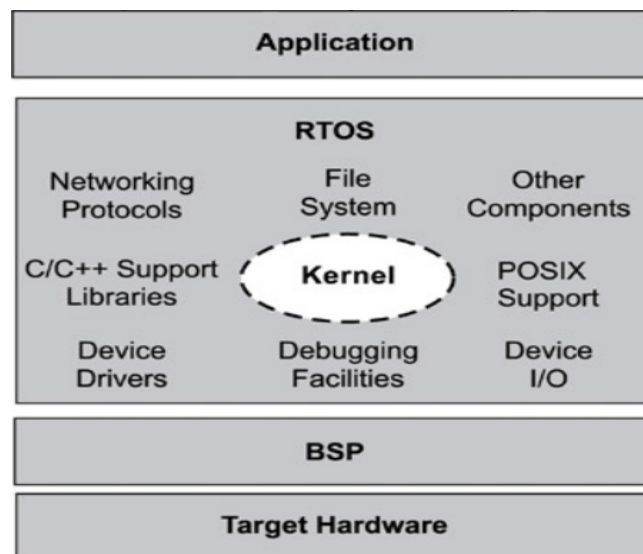 Application
RTOS
Networking
Protocols
File
System
Other
Components
C/C++ Support
Libraries
Kernel
POSIX
Support
Device
Drivers
Debugging
Facilities
Device
I/O
BSP
Target Hardware